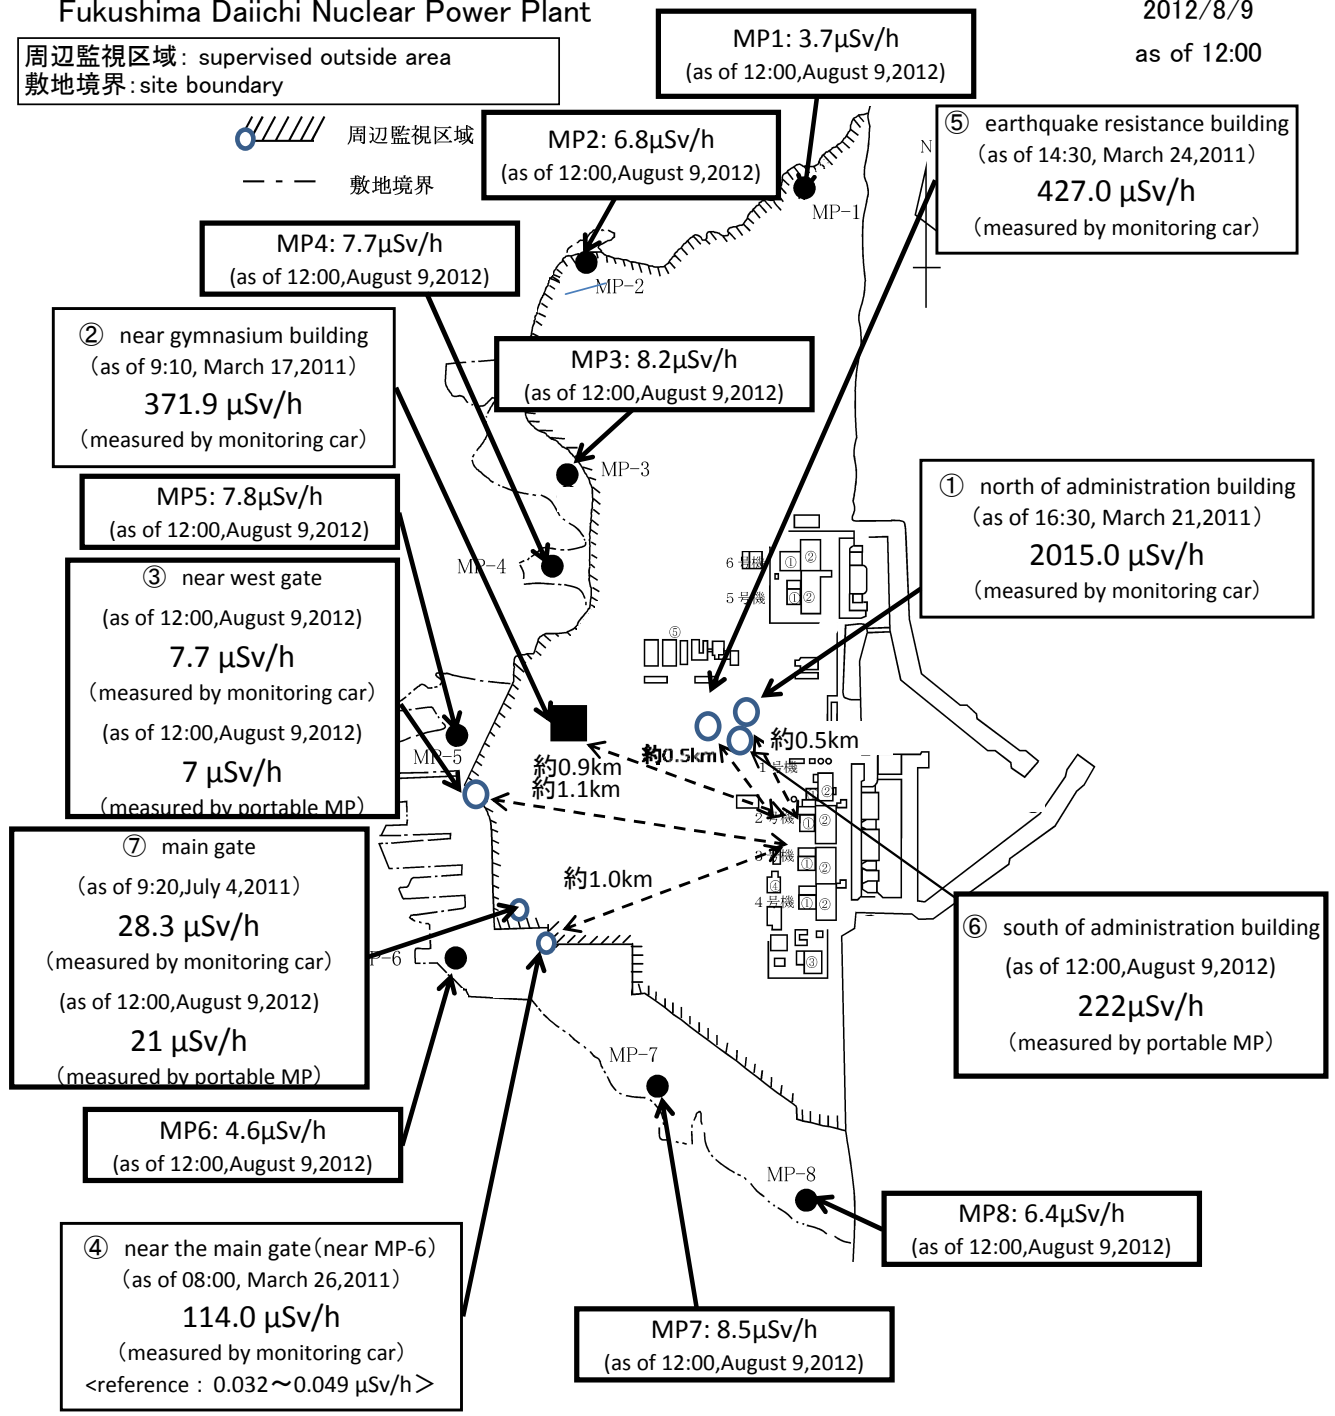 Fukushima Daiichi Nuclear Power Plant
2012/8/9
as of 12:00
周辺監視区域: supervised outside area
敷地境界:site boundary
周辺監視区域
敷地境界
MP1: 3.7μSv/h
(as of 12:00,August 9,2012)
MP2: 6.8μSv/h
(as of 12:00,August 9,2012)
⑤ earthquake resistance building
(as of 14:30, March 24,2011)
427.0 μSv/h
(measured by monitoring car)
N
MP-1
MP4: 7.7μSv/h
(as of 12:00,August 9,2012)
MP-2
② near gymnasium building
(as of 9:10, March 17,2011)
371.9 μSv/h
(measured by monitoring car)
MP3: 8.2μSv/h
(as of 12:00,August 9,2012)
MP-3
MP5: 7.8μSv/h
(as of 12:00,August 9,2012)
① north of administration building
(as of 16:30, March 21,2011)
2015.0 μSv/h
(measured by monitoring car)
MP-4
6号機
① ②
5号機
① ②
⑤
③ near west gate
(as of 12:00,August 9,2012)
7.7 μSv/h
(measured by monitoring car)
(as of 12:00,August 9,2012)
7 μSv/h
(measured by portable MP)
MP-5
約0.9km
約1.1km
約0.5km
約0.5km
1号機
②
2号機
① ②
3号機
① ②
④
4号機
① ②
③
約1.0km
⑦ main gate
(as of 9:20,July 4,2011)
28.3 μSv/h
(measured by monitoring car)
(as of 12:00,August 9,2012)
21 μSv/h
(measured by portable MP)
P-6
⑥ south of administration building
(as of 12:00,August 9,2012)
222μSv/h
(measured by portable MP)
MP-7
MP6: 4.6μSv/h
(as of 12:00,August 9,2012)
MP-8
MP8: 6.4μSv/h
(as of 12:00,August 9,2012)
④ near the main gate(near MP-6)
(as of 08:00, March 26,2011)
114.0 μSv/h
(measured by monitoring car)
<reference : 0.032～0.049 μSv/h>
MP7: 8.5μSv/h
(as of 12:00,August 9,2012)